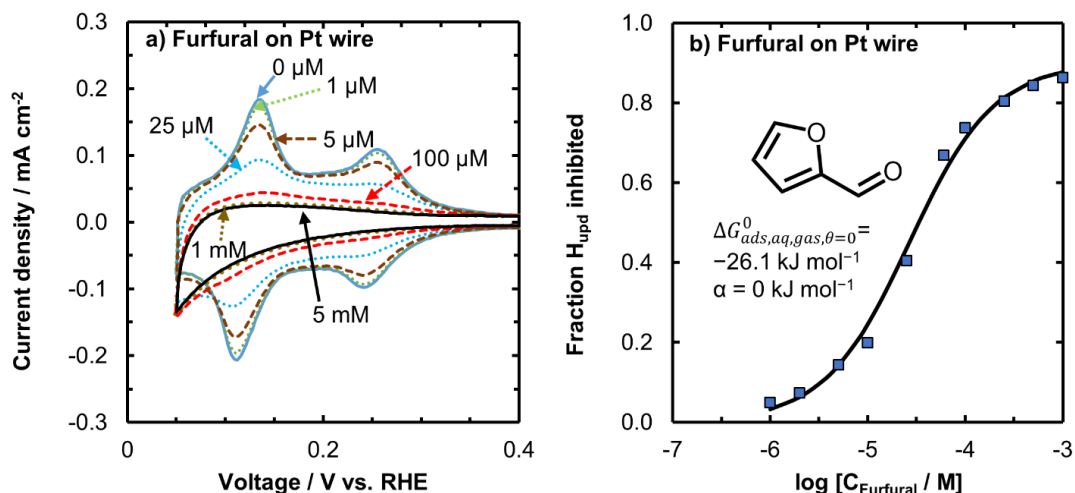 a) Furfural on Pt wire
0 µM
1 µM
25 µM
5 µM
100 µM
1 mM
5 mM
0.3
0.2
0.1
0.0
-0.1
-0.2
-0.3
0
0.2
0.4
Current density / mA cm⁻²
Voltage / V vs. RHE
b) Furfural on Pt wire
O
O
ΔG⁰ads,aq,gas,θ=0=
−26.1 kJ mol⁻¹
α = 0 kJ mol⁻¹
1.0
0.8
0.6
0.4
0.2
0.0
-7
-6
-5
-4
-3
Fraction Hupd inhibited
log [CFurfural / M]